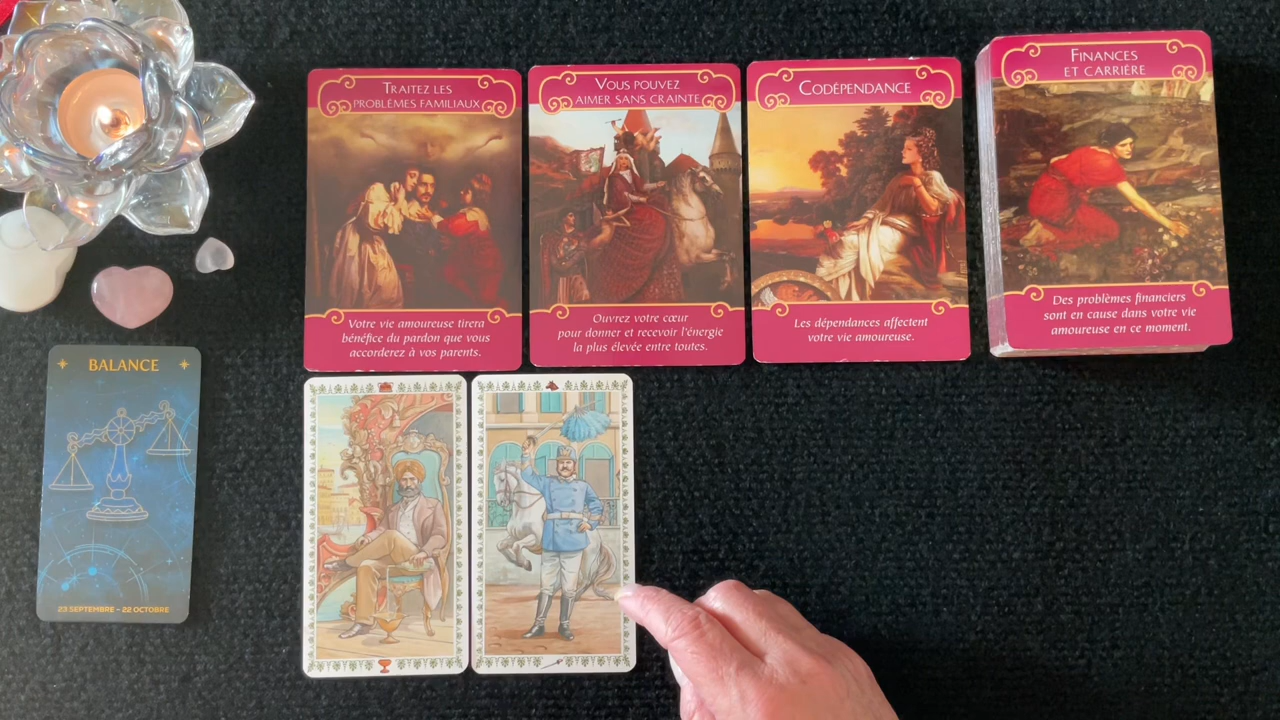 TRAITEZ LES
PROBLÈMES FAMILIAUX
Votre vie amoureuse tirera
bénéfice du pardon que vous
accorderez à vos parents.
VOUS POUVEZ
AIMER SANS CRAINTE
Ouvrez votre cœur
pour donner et recevoir l'énergie
la plus élevée entre toutes.
CODÉPENDANCE
Les dépendances affectent
votre vie amoureuse.
FINANCES
ET CARRIÈRE
Des problèmes financiers
sont en cause dans votre vie
amoureuse en ce moment.
BALANCE
23 SEPTEMBRE - 22 OCTOBRE